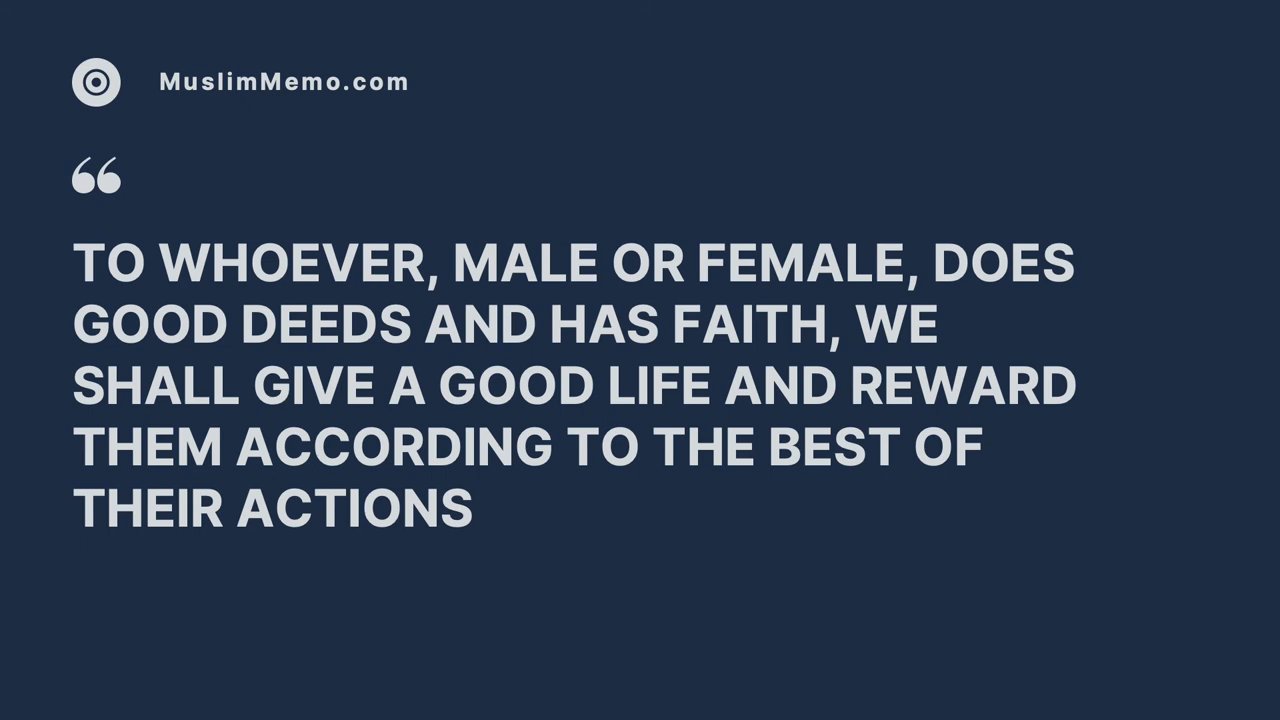 MuslimMemo.com
“
TO WHOEVER, MALE OR FEMALE, DOES
GOOD DEEDS AND HAS FAITH, WE
SHALL GIVE A GOOD LIFE AND REWARD
THEM ACCORDING TO THE BEST OF
THEIR ACTIONS